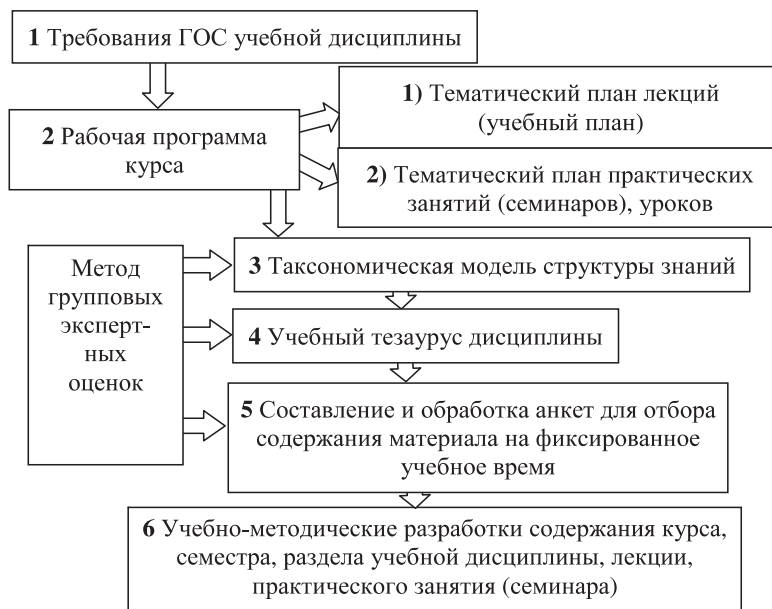 1 Требования ГОС учебной дисциплины
1) Тематический план лекций
(учебный план)
2 Рабочая программа
курса
2) Тематический план практических
занятий (семинаров), уроков
Метод
групповых
эксперт-
ных
оценок
3 Таксономическая модель структуры знаний
4 Учебный тезаурус дисциплины
5 Составление и обработка анкет для отбора
содержания материала на фиксированное
учебное время
6 Учебно-методические разработки содержания курса,
семестра, раздела учебной дисциплины, лекции,
практического занятия (семинара)